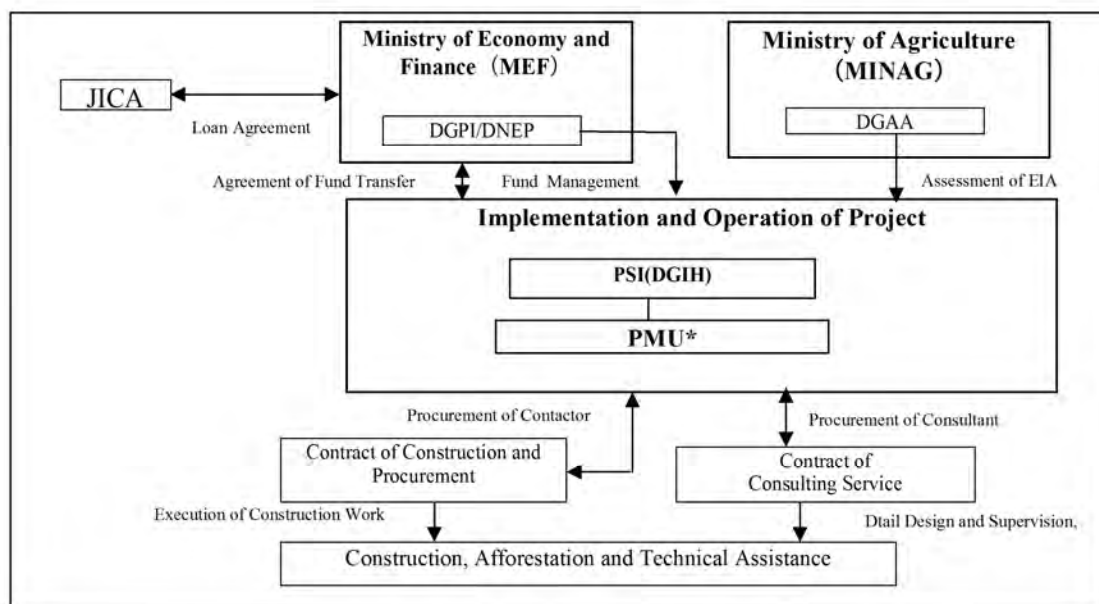 Ministry of Economy and
Finance（MEF）
Ministry of Agriculture
（MINAG）
JICA
Loan Agreement
DGPI/DNEP
DGAA
Agreement of Fund Transfer
Fund Management
Assessment of EIA
Implementation and Operation of Project
PSI(DGIH)
PMU*
Procurement of Contactor
Procurement of Consultant
Contract of Construction and
Procurement
Contract of
Consulting Service
Execution of Construction Work
Dtail Design and Supervision,
Construction, Afforestation and Technical Assistance